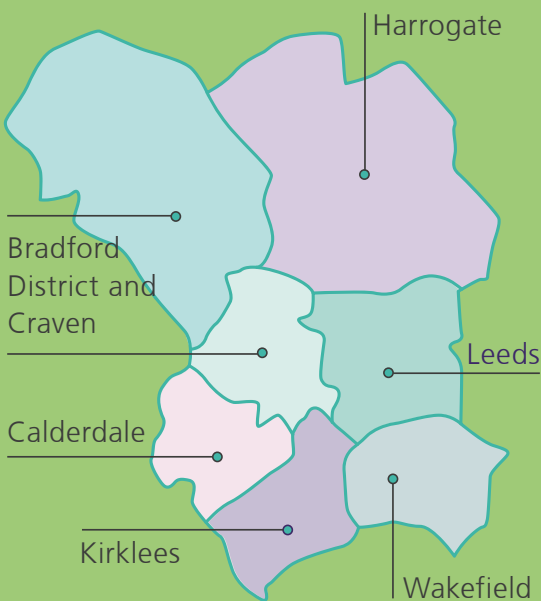 Harrogate
Bradford
District and
Craven
Leeds
Calderdale
Kirklees
Wakefield